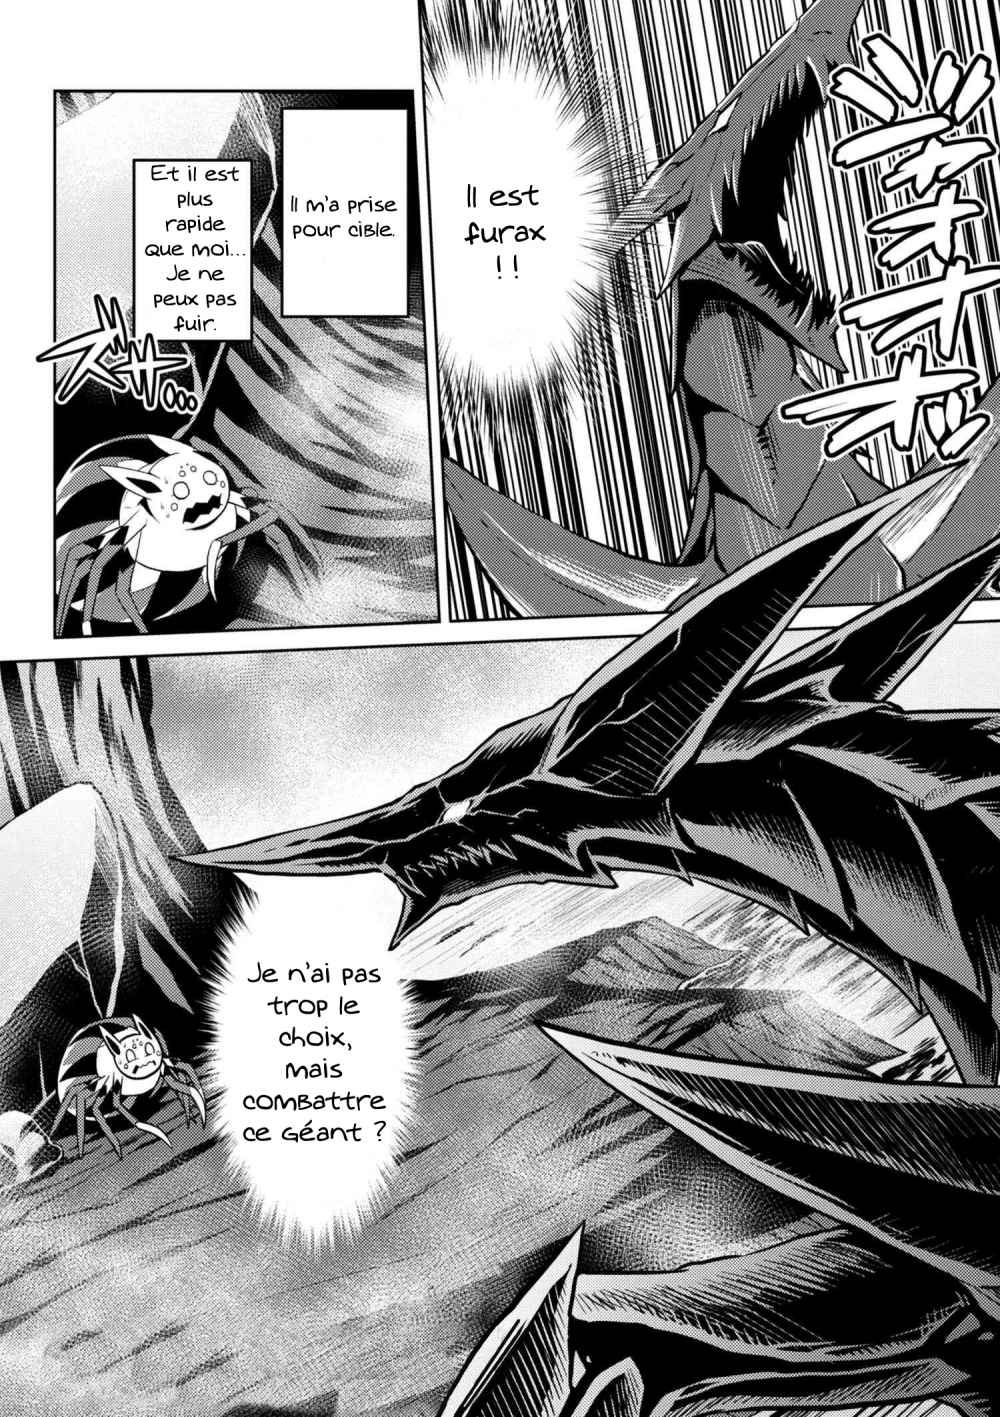 Il est
furax
!!
Il m'a prise
pour cible.
Et il est
plus
rapide
que moi...
Je ne
peux pas
fuir.
Je n'ai pas
trop le
choix,
mais
combattre
ce géant ?